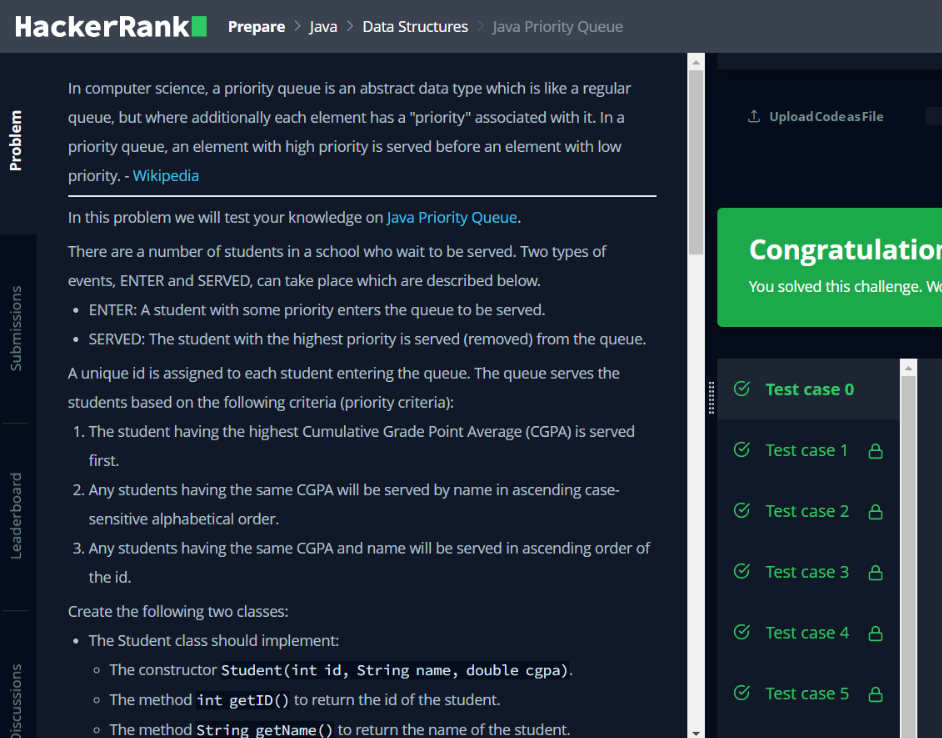 HackerRank
Prepare > Java > Data Structures > Java Priority Queue
Problem
Submissions
Leaderboard
Discussions
In computer science, a priority queue is an abstract data type which is like a regular
queue, but where additionally each element has a "priority" associated with it. In a
priority queue, an element with high priority is served before an element with low
priority. - Wikipedia
In this problem we will test your knowledge on Java Priority Queue.
There are a number of students in a school who wait to be served. Two types of
events, ENTER and SERVED, can take place which are described below.
• ENTER: A student with some priority enters the queue to be served.
• SERVED: The student with the highest priority is served (removed) from the queue.
A unique id is assigned to each student entering the queue. The queue serves the
students based on the following criteria (priority criteria):
1. The student having the highest Cumulative Grade Point Average (CGPA) is served
first.
2. Any students having the same CGPA will be served by name in ascending case-
sensitive alphabetical order.
3. Any students having the same CGPA and name will be served in ascending order of
the id.
Create the following two classes:
• The Student class should implement:
◦ The constructor Student(int id, String name, double cgpa).
◦ The method int getID() to return the id of the student.
◦ The method String getName() to return the name of the student.
Upload Code as File
Congratulation
You solved this challenge. Wo
Test case 0
Test case 1
Test case 2
Test case 3
Test case 4
Test case 5